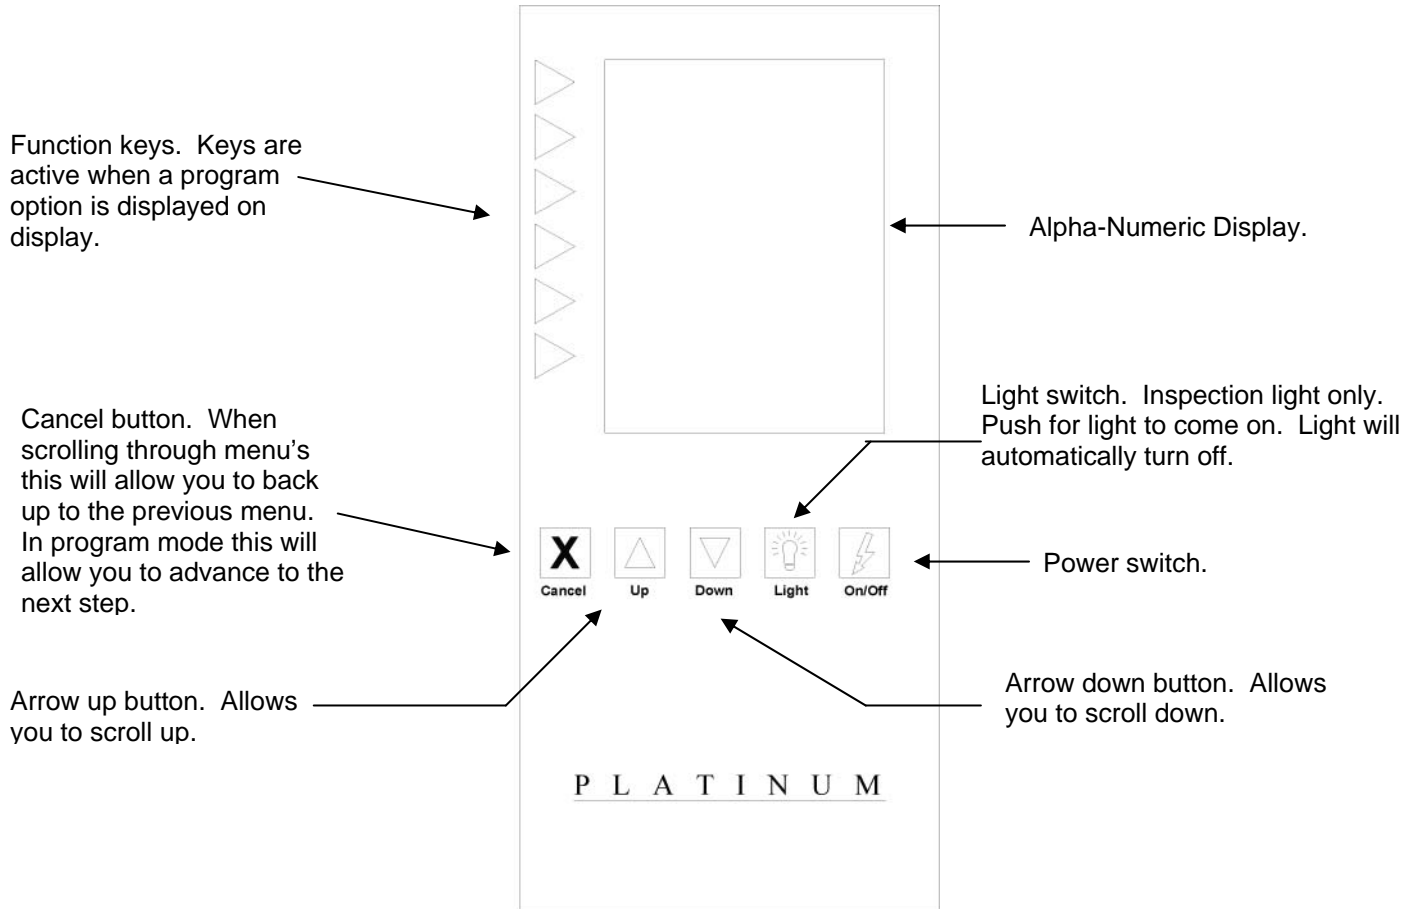 Function keys.  Keys are
active when a program
option is displayed on
display.
Alpha-Numeric Display.
Light switch.  Inspection light only.
Push for light to come on.  Light will
automatically turn off.
Cancel button.  When
scrolling through menu’s
this will allow you to back
up to the previous menu.
In program mode this will
allow you to advance to the
next step.
X
Cancel
Up
Down
Light
On/Off
Power switch.
Arrow up button.  Allows
you to scroll up.
Arrow down button.  Allows
you to scroll down.
PLATINUM